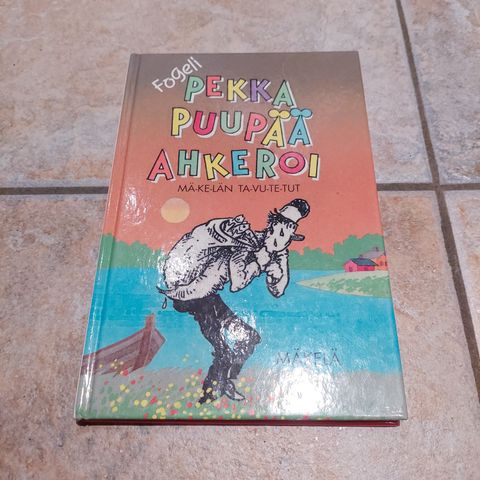 Fogeli
PEKKA
PUUPÄÄ
AHKEROI
MÄ-KE-LÄN TA-VU-TE-TUT
MÄKELÄ